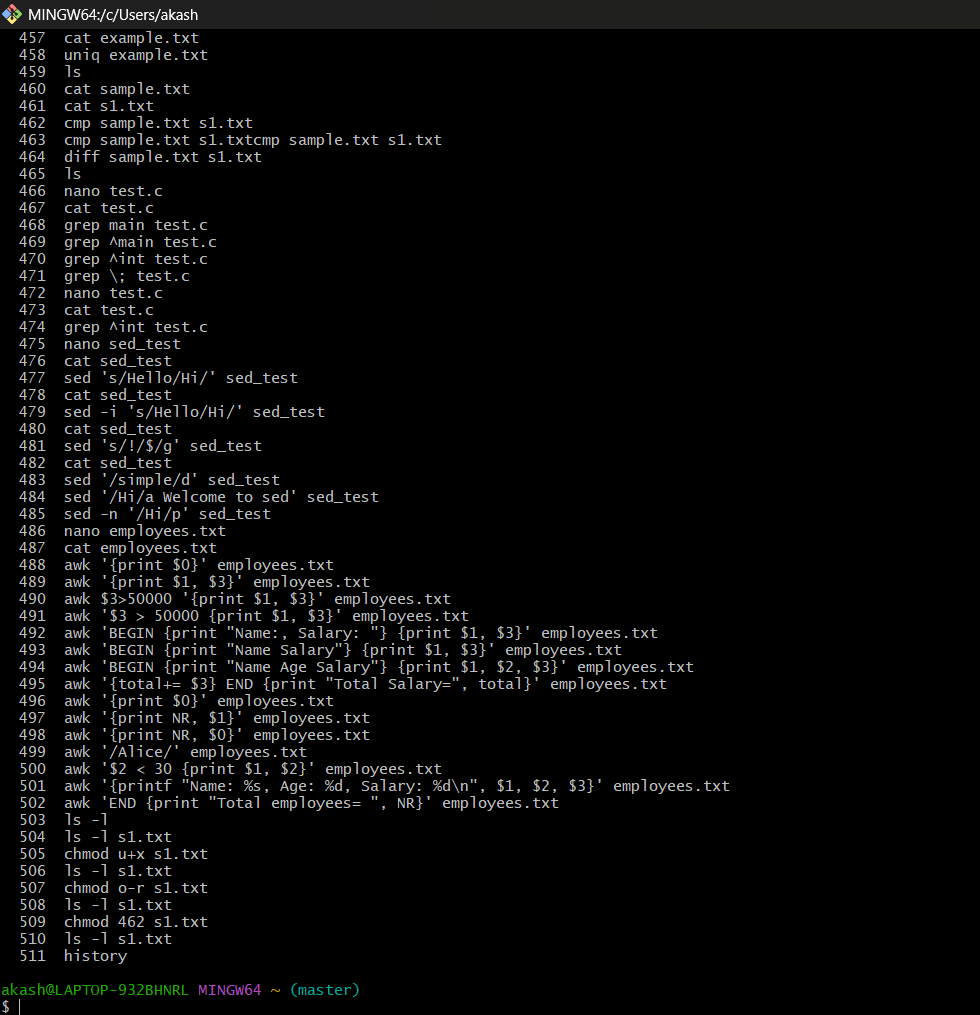 MINGW64:/c/Users/akash
457 cat example.txt
458 uniq example.txt
459 ls
460 cat sample.txt
461 cat s1.txt
462 cmp sample.txt s1.txt
463 cmp sample.txt s1.txtcmp sample.txt s1.txt
464 diff sample.txt s1.txt
465 ls
466 nano test.c
467 cat test.c
468 grep main test.c
469 grep ^main test.c
470 grep ^int test.c
471 grep \; test.c
472 nano test.c
473 cat test.c
474 grep ^int test.c
475 nano sed_test
476 cat sed_test
477 sed 's/Hello/Hi/' sed_test
478 cat sed_test
479 sed -i 's/Hello/Hi/' sed_test
480 cat sed_test
481 sed 's/!/$/g' sed_test
482 cat sed_test
483 sed '/simple/d' sed_test
484 sed '/Hi/a Welcome to sed' sed_test
485 sed -n '/Hi/p' sed_test
486 nano employees.txt
487 cat employees.txt
488 awk '{print $0}' employees.txt
489 awk '{print $1, $3}' employees.txt
490 awk $3>50000 '{print $1, $3}' employees.txt
491 awk '$3 > 50000 {print $1, $3}' employees.txt
492 awk 'BEGIN {print "Name:, Salary: "} {print $1, $3}' employees.txt
493 awk 'BEGIN {print "Name Salary"} {print $1, $3}' employees.txt
494 awk 'BEGIN {print "Name Age Salary"} {print $1, $2, $3}' employees.txt
495 awk '{total+= $3} END {print "Total Salary=", total}' employees.txt
496 awk '{print $0}' employees.txt
497 awk '{print NR, $1}' employees.txt
498 awk '{print NR, $0}' employees.txt
499 awk '/Alice/' employees.txt
500 awk '$2 < 30 {print $1, $2}' employees.txt
501 awk '{printf "Name: %s, Age: %d, Salary: %d\n", $1, $2, $3}' employees.txt
502 awk 'END {print "Total employees= ", NR}' employees.txt
503 ls -l
504 ls -l s1.txt
505 chmod u+x s1.txt
506 ls -l s1.txt
507 chmod o-r s1.txt
508 ls -l s1.txt
509 chmod 462 s1.txt
510 ls -l s1.txt
511 history
akash@LAPTOP-932BHNRL MINGW64 ~ (master)
$